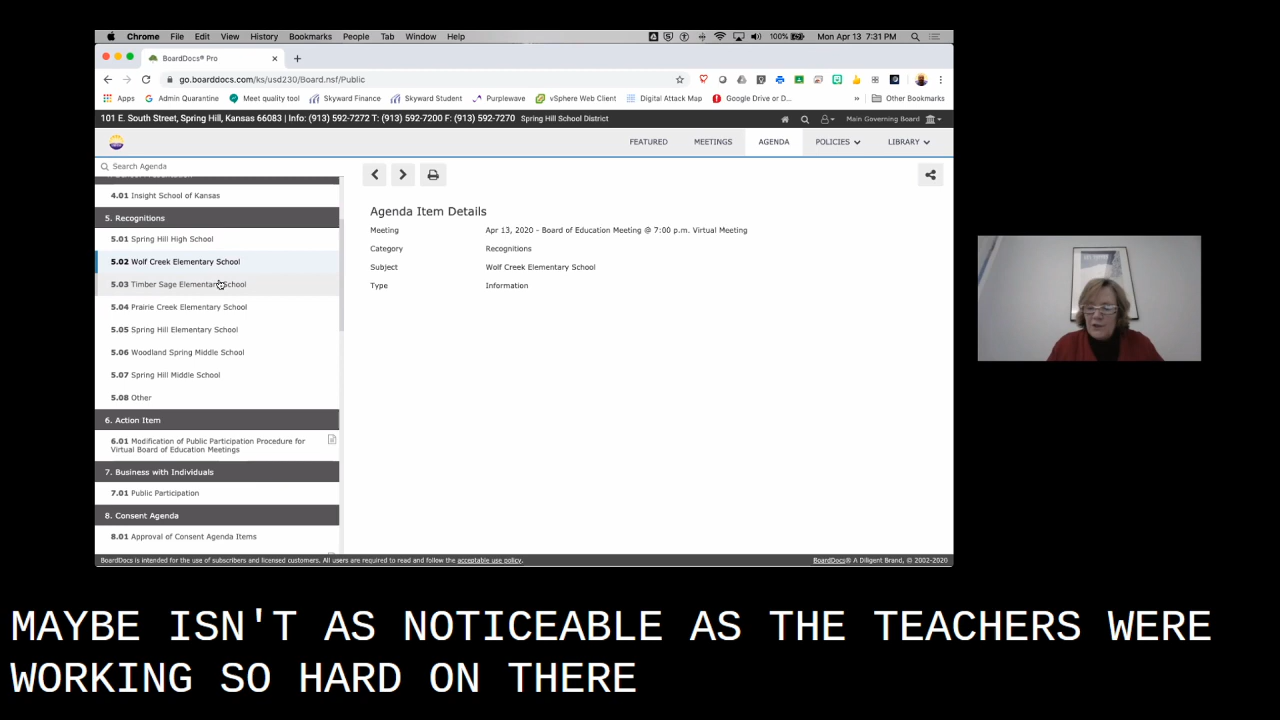 Chrome File Edit View History Bookmarks People Tab Window Help 100% Mon Apr 13 7:31 PM
BoardDocs® Pro
go.boarddocs.com/ks/usd230/Board.nsf/Public
Apps Admin Quarantine Meet quality tool Skyward Finance Skyward Student Purplewave vSphere Web Client Digital Attack Map Google Drive or D... » Other Bookmarks
101 E. South Street, Spring Hill, Kansas 66083 | Info: (913) 592-7272 T: (913) 592-7200 F: (913) 592-7270 Spring Hill School District Main Governing Board
FEATURED MEETINGS AGENDA POLICIES LIBRARY
Search Agenda
4.01 Insight School of Kansas
5. Recognitions
5.01 Spring Hill High School
5.02 Wolf Creek Elementary School
5.03 Timber Sage Elementary School
5.04 Prairie Creek Elementary School
5.05 Spring Hill Elementary School
5.06 Woodland Spring Middle School
5.07 Spring Hill Middle School
5.08 Other
6. Action Item
6.01 Modification of Public Participation Procedure for
Virtual Board of Education Meetings
7. Business with Individuals
7.01 Public Participation
8. Consent Agenda
8.01 Approval of Consent Agenda Items
Agenda Item Details
Meeting Apr 13, 2020 - Board of Education Meeting @ 7:00 p.m. Virtual Meeting
Category Recognitions
Subject Wolf Creek Elementary School
Type Information
BoardDocs is intended for the use of subscribers and licensed customers. All users are required to read and follow the acceptable use policy. BoardDocs® A Diligent Brand, © 2002-2020
MAYBE ISN'T AS NOTICEABLE AS THE TEACHERS WERE
WORKING SO HARD ON THERE